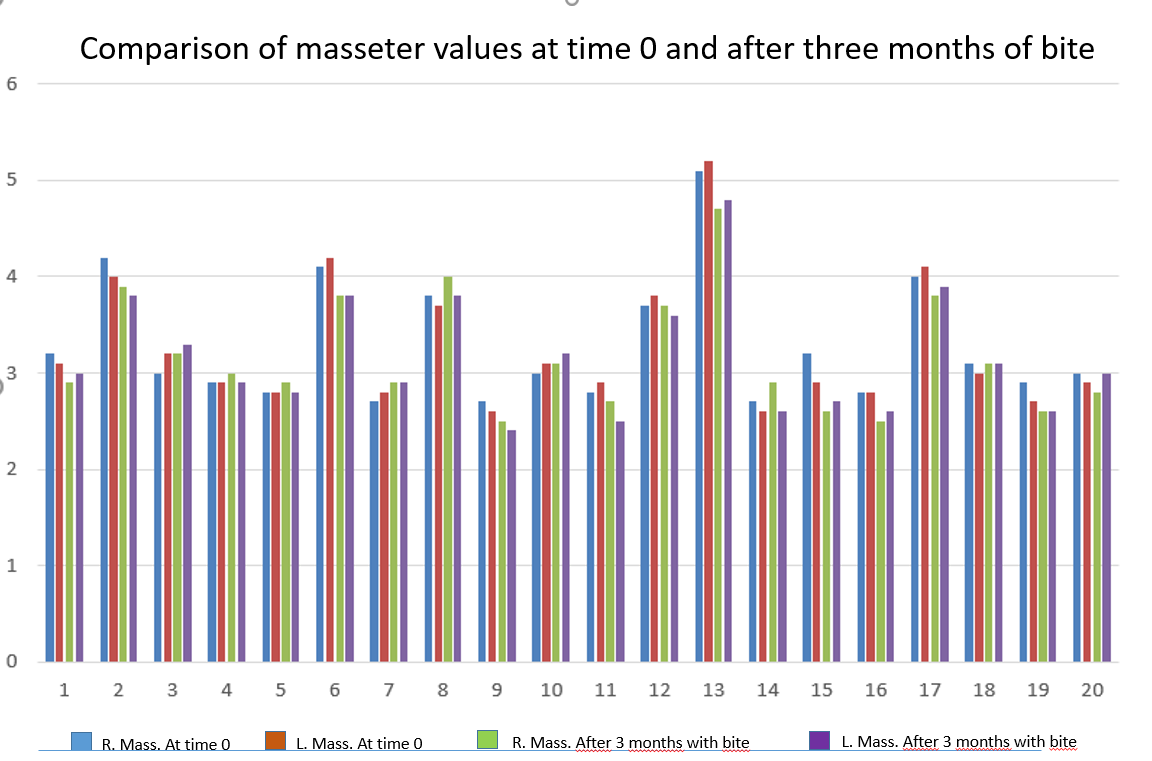 Comparison of masseter values at time 0 and after three months of bite
6
5
4
3
2
1
0
1 2 3 4 5 6 7 8 9 10 11 12 13 14 15 16 17 18 19 20
R. Mass. At time 0 L. Mass. At time 0 R. Mass. After 3 months with bite L. Mass. After 3 months with bite